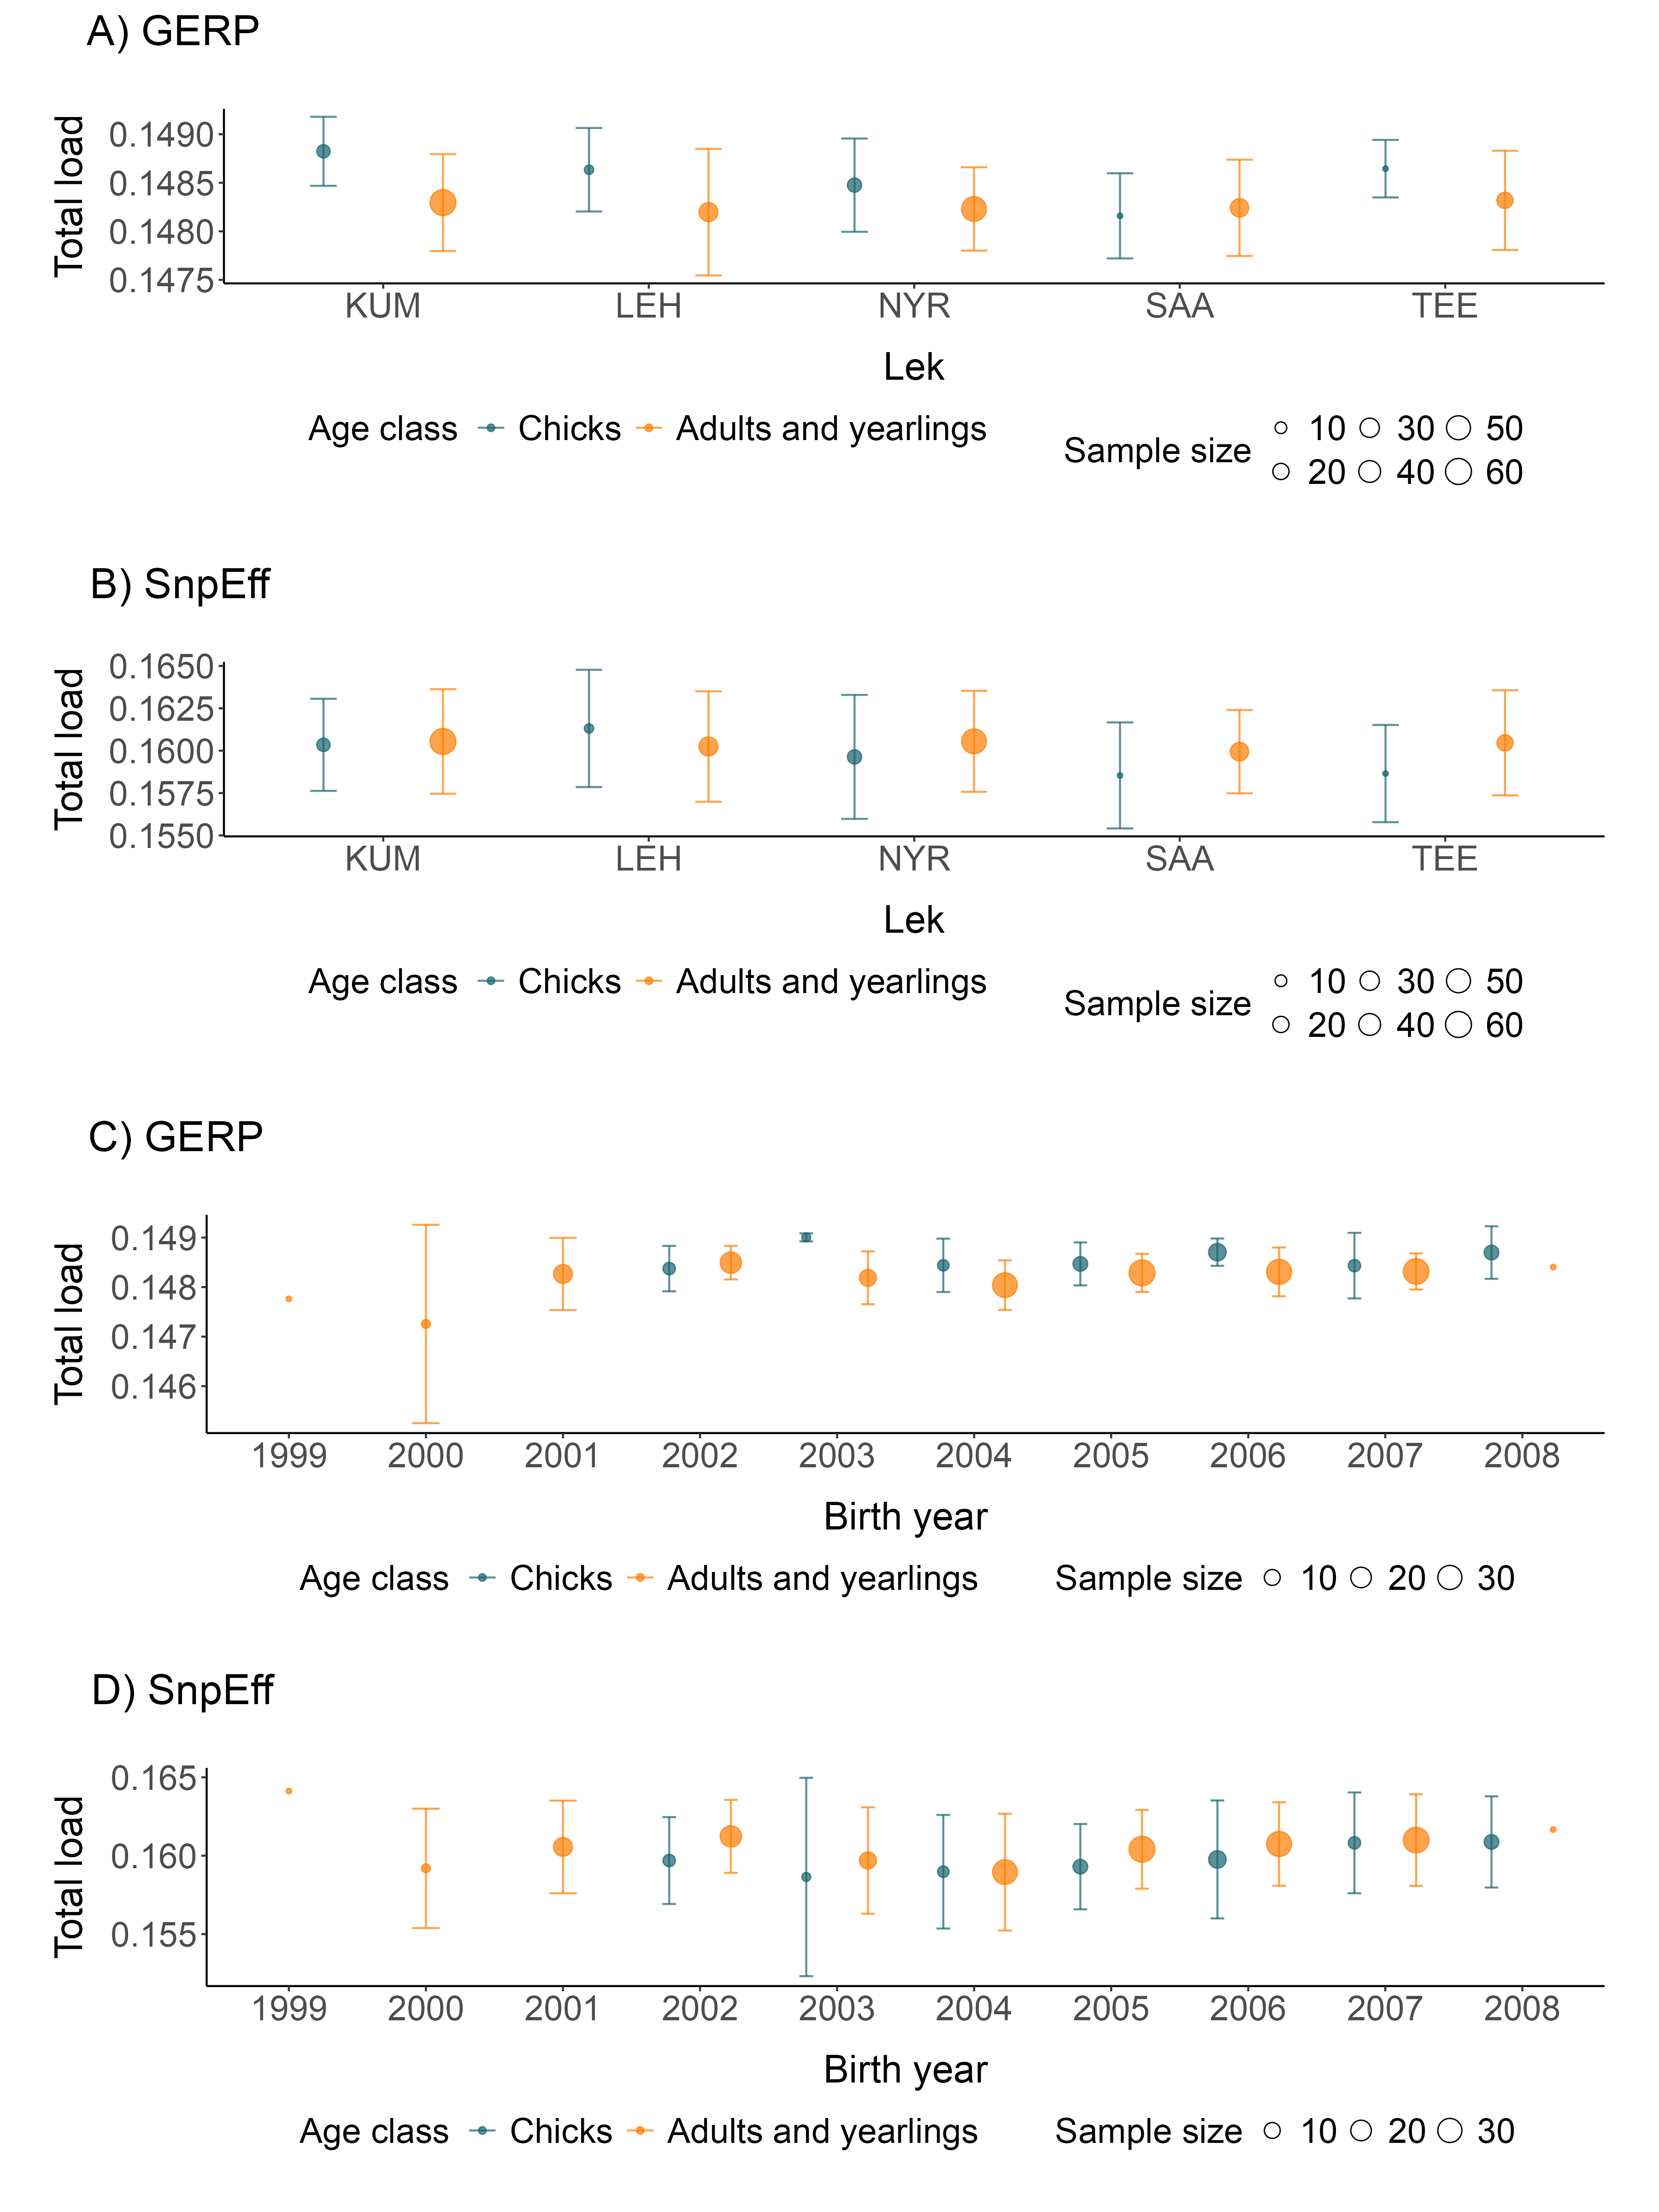 A) GERP
Total load
0.1490
0.1485
0.1480
0.1475
KUM LEH NYR SAA TEE
Lek
Age class Chicks Adults and yearlings
Sample size 10 30 50
20 40 60
B) SnpEff
Total load
0.1650
0.1625
0.1600
0.1575
0.1550
KUM LEH NYR SAA TEE
Lek
Age class Chicks Adults and yearlings
Sample size 10 30 50
20 40 60
C) GERP
Total load
0.149
0.148
0.147
0.146
1999 2000 2001 2002 2003 2004 2005 2006 2007 2008
Birth year
Age class Chicks Adults and yearlings Sample size 10 20 30
D) SnpEff
Total load
0.165
0.160
0.155
1999 2000 2001 2002 2003 2004 2005 2006 2007 2008
Birth year
Age class Chicks Adults and yearlings Sample size 10 20 30